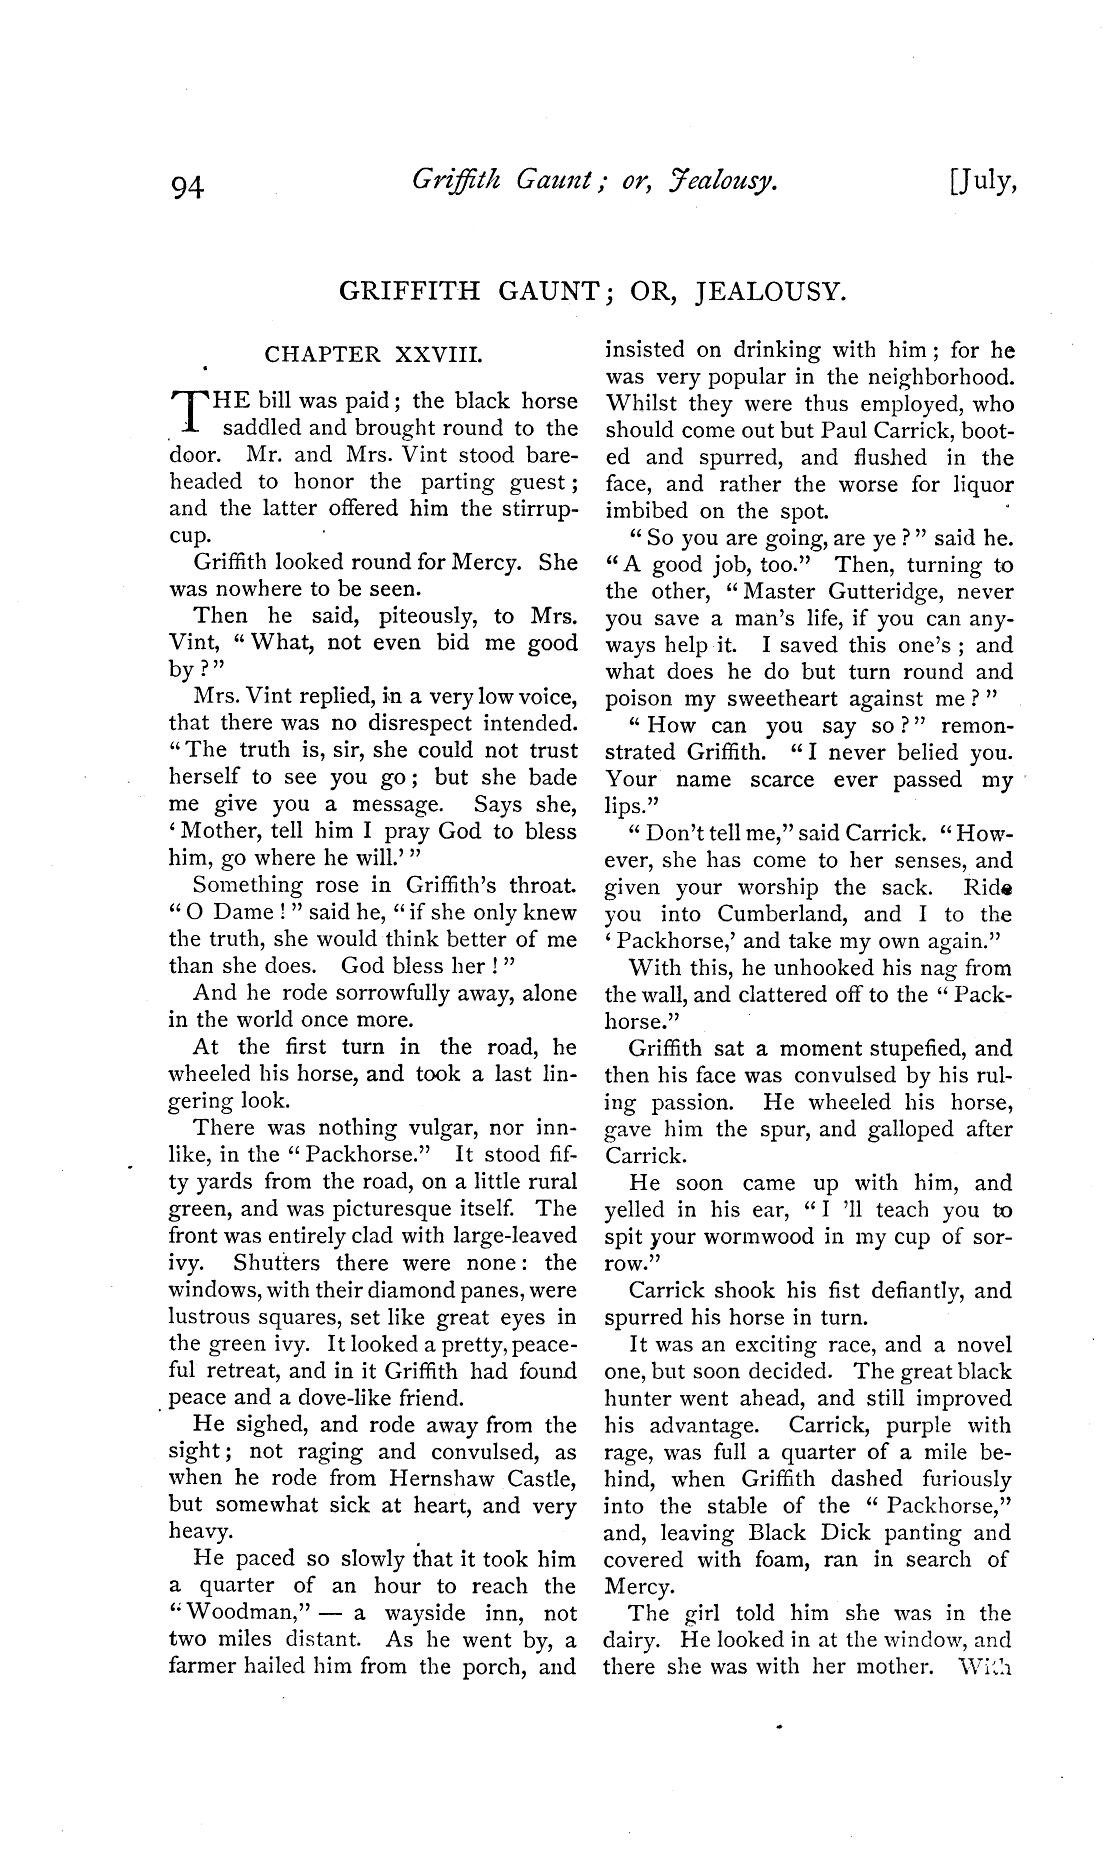 94 Griffith Gaunt; or, Jealousy. [July,
GRIFFITH GAUNT; OR, JEALOUSY.
CHAPTER XXVIII.
THE bill was paid; the black horse
saddled and brought round to the
door. Mr. and Mrs. Vint stood bare-
headed to honor the parting guest;
and the latter offered him the stirrup-
cup.
Griffith looked round for Mercy. She
was nowhere to be seen.
Then he said, piteously, to Mrs.
Vint, “What, not even bid me good
by?”
Mrs. Vint replied, in a very low voice,
that there was no disrespect intended.
“The truth is, sir, she could not trust
herself to see you go; but she bade
me give you a message. Says she,
‘Mother, tell him I pray God to bless
him, go where he will.’”
Something rose in Griffith's throat.
“O Dame!” said he, “if she only knew
the truth, she would think better of me
than she does. God bless her!”
And he rode sorrowfully away, alone
in the world once more.
At the first turn in the road, he
wheeled his horse, and took a last lin-
gering look.
There was nothing vulgar, nor inn-
like, in the “Packhorse.” It stood fif-
ty yards from the road, on a little rural
green, and was picturesque itself. The
front was entirely clad with large-leaved
ivy. Shutters there were none: the
windows, with their diamond panes, were
lustrous squares, set like great eyes in
the green ivy. It looked a pretty, peace-
ful retreat, and in it Griffith had found
peace and a dove-like friend.
He sighed, and rode away from the
sight; not raging and convulsed, as
when he rode from Hernshaw Castle,
but somewhat sick at heart, and very
heavy.
He paced so slowly that it took him
a quarter of an hour to reach the
“Woodman,” — a wayside inn, not
two miles distant. As he went by, a
farmer hailed him from the porch, and
insisted on drinking with him; for he
was very popular in the neighborhood.
Whilst they were thus employed, who
should come out but Paul Carrick, boot-
ed and spurred, and flushed in the
face, and rather the worse for liquor
imbibed on the spot.
“So you are going, are ye?” said he.
“A good job, too.” Then, turning to
the other, “Master Gutteridge, never
you save a man's life, if you can any-
ways help it. I saved this one's; and
what does he do but turn round and
poison my sweetheart against me?”
“How can you say so?” remon-
strated Griffith. “I never belied you.
Your name scarce ever passed my
lips.”
“Don't tell me,” said Carrick. “How-
ever, she has come to her senses, and
given your worship the sack. Ride
you into Cumberland, and I to the
‘Packhorse,’ and take my own again.”
With this, he unhooked his nag from
the wall, and clattered off to the “Pack-
horse.”
Griffith sat a moment stupefied, and
then his face was convulsed by his rul-
ing passion. He wheeled his horse,
gave him the spur, and galloped after
Carrick.
He soon came up with him, and
yelled in his ear, “I 'll teach you to
spit your wormwood in my cup of sor-
row.”
Carrick shook his fist defiantly, and
spurred his horse in turn.
It was an exciting race, and a novel
one, but soon decided. The great black
hunter went ahead, and still improved
his advantage. Carrick, purple with
rage, was full a quarter of a mile be-
hind, when Griffith dashed furiously
into the stable of the “Packhorse,”
and, leaving Black Dick panting and
covered with foam, ran in search of
Mercy.
The girl told him she was in the
dairy. He looked in at the window, and
there she was with her mother. With